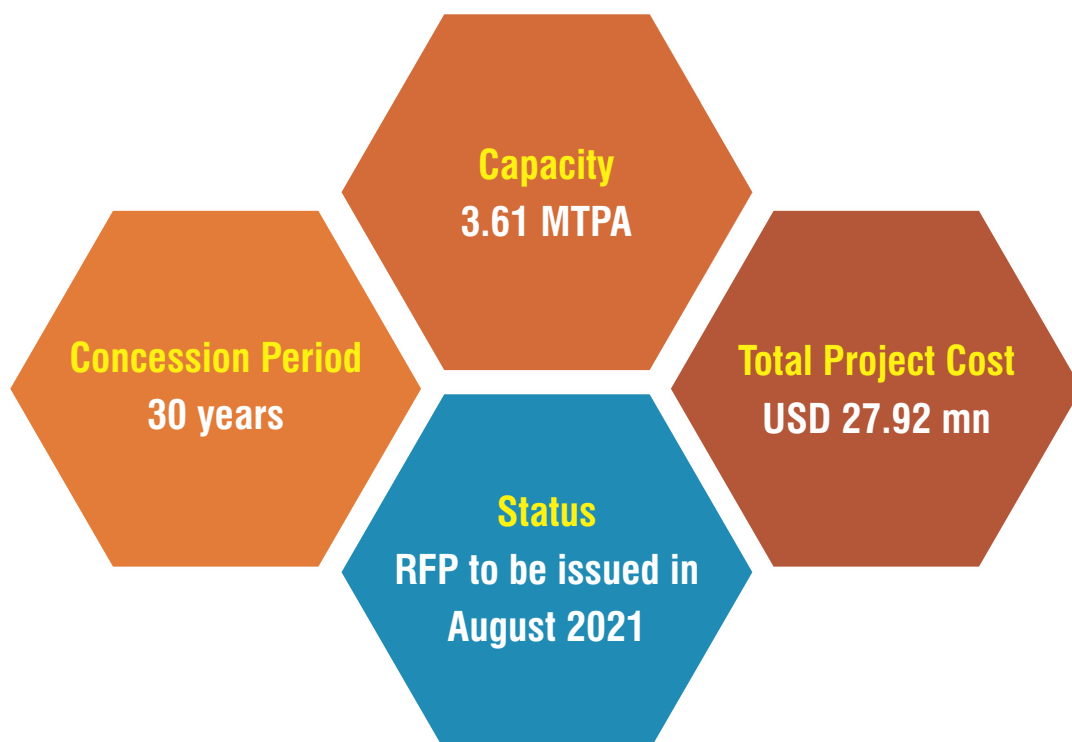 Capacity
3.61 MTPA
Concession Period
30 years
Total Project Cost
USD 27.92 mn
Status
RFP to be issued in
August 2021